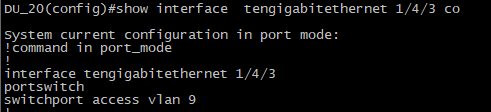 DU_20(config)#show interface  tengigabitethernet 1/4/3 co
System current configuration in port mode:
!command in port_mode
!
interface tengigabitethernet 1/4/3
portswitch
switchport access vlan 9
!